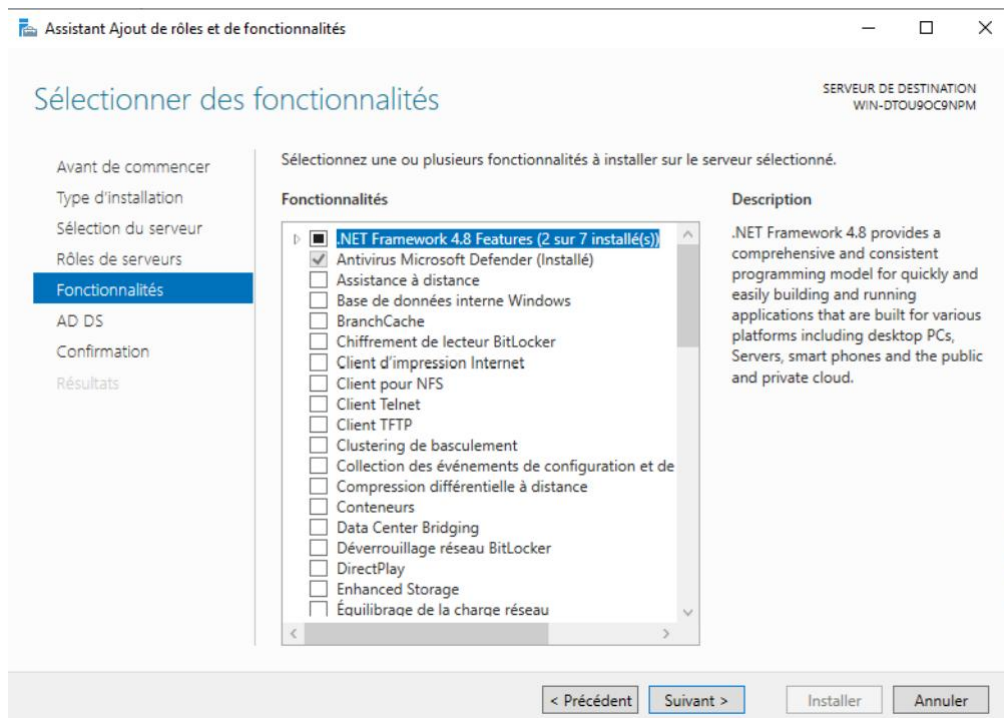 Assistant Ajout de rôles et de fonctionnalités
Sélectionner des fonctionnalités
SERVEUR DE DESTINATION
WIN-DTOU9OC9NPM
Avant de commencer
Type d'installation
Sélection du serveur
Rôles de serveurs
Fonctionnalités
AD DS
Confirmation
Résultats
Sélectionnez une ou plusieurs fonctionnalités à installer sur le serveur sélectionné.
Fonctionnalités
.NET Framework 4.8 Features (2 sur 7 installé(s))
Antivirus Microsoft Defender (Installé)
Assistance à distance
Base de données interne Windows
BranchCache
Chiffrement de lecteur BitLocker
Client d'impression Internet
Client pour NFS
Client Telnet
Client TFTP
Clustering de basculement
Collection des événements de configuration et de
Compression différentielle à distance
Conteneurs
Data Center Bridging
Déverrouillage réseau BitLocker
DirectPlay
Enhanced Storage
Équilibrage de la charge réseau
Description
.NET Framework 4.8 provides a
comprehensive and consistent
programming model for quickly and
easily building and running
applications that are built for various
platforms including desktop PCs,
Servers, smart phones and the public
and private cloud.
< Précédent
Suivant >
Installer
Annuler